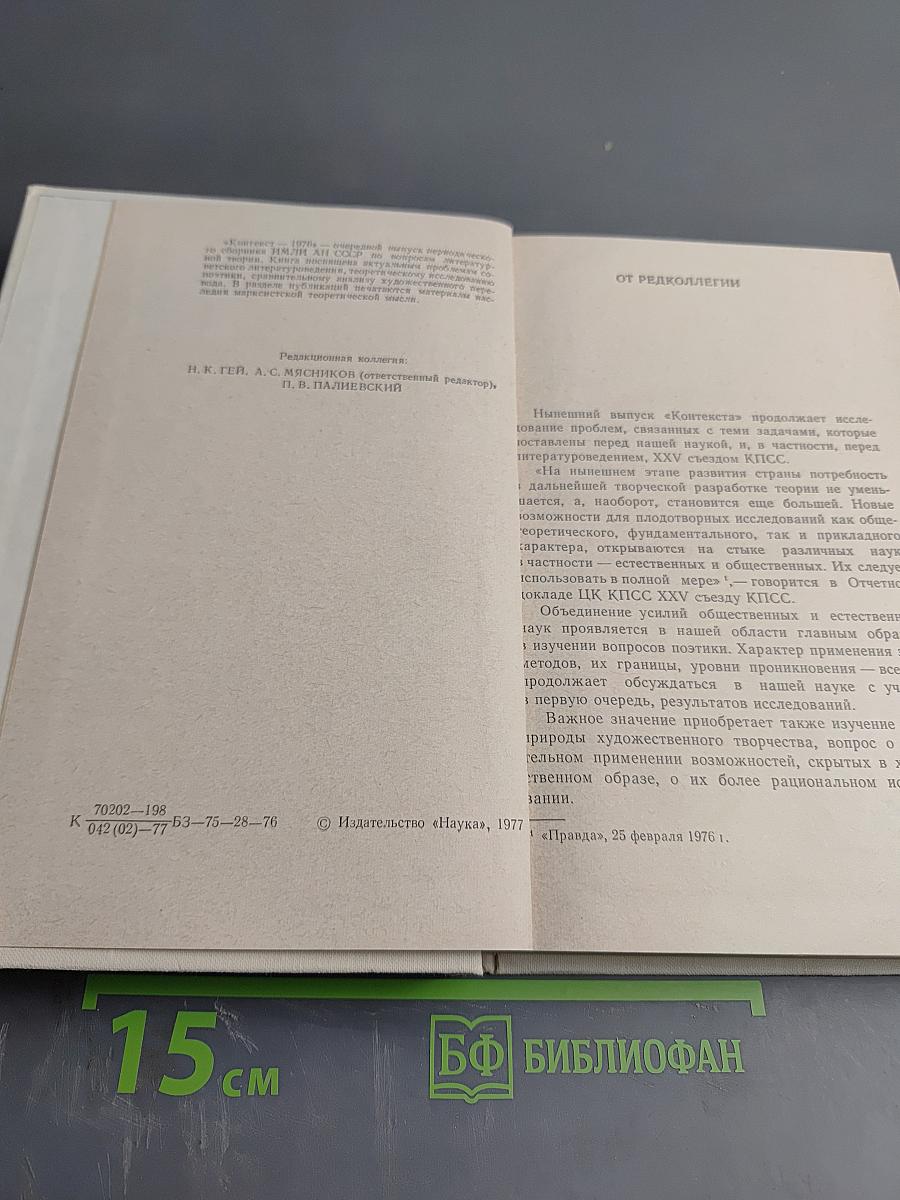 «Контекст — 1976» — очередной выпуск периодическо-
го сборника ИМЛИ АН СССР по вопросам литератур-
ной теории. Книга посвящена актуальным проблемам со-
ветского литературоведения, теоретическому исследованию
поэтики, сравнительному анализу художественного пере-
вода. В разделе публикаций печатаются материалы нас-
ледия марксистской теоретической мысли.
Редакционная коллегия:
Н. К. ГЕЙ, А. С. МЯСНИКОВ (ответственный редактор),
П. В. ПАЛИЕВСКИЙ
К 70202—198
042 (02)—77 БЗ—75—28—76 © Издательство «Наука», 1977
ОТ РЕДКОЛЛЕГИИ
Нынешний выпуск «Контекста» продолжает иссле-
дование проблем, связанных с теми задачами, которые
поставлены перед нашей наукой, и, в частности, перед
литературоведением, XXV съездом КПСС.
«На нынешнем этапе развития страны потребность
в дальнейшей творческой разработке теории не умень-
шается, а, наоборот, становится еще большей. Новые
возможности для плодотворных исследований как обще-
теоретического, фундаментального, так и прикладного
характера, открываются на стыке различных наук
в частности — естественных и общественных. Их следуе
использовать в полной мере» ¹,— говорится в Отчетно
докладе ЦК КПСС XXV съезду КПСС.
Объединение усилий общественных и естественн
наук проявляется в нашей области главным обра
в изучении вопросов поэтики. Характер применения
методов, их границы, уровни проникновения — все
продолжает обсуждаться в нашей науке с уч
в первую очередь, результатов исследований.
Важное значение приобретает также изучение
природы художественного творчества, вопрос о
тельном применении возможностей, скрытых в х
ственном образе, о их более рациональном ис
вании.
¹ «Правда», 25 февраля 1976 г.
15 см
БФ БИБЛИОФАН